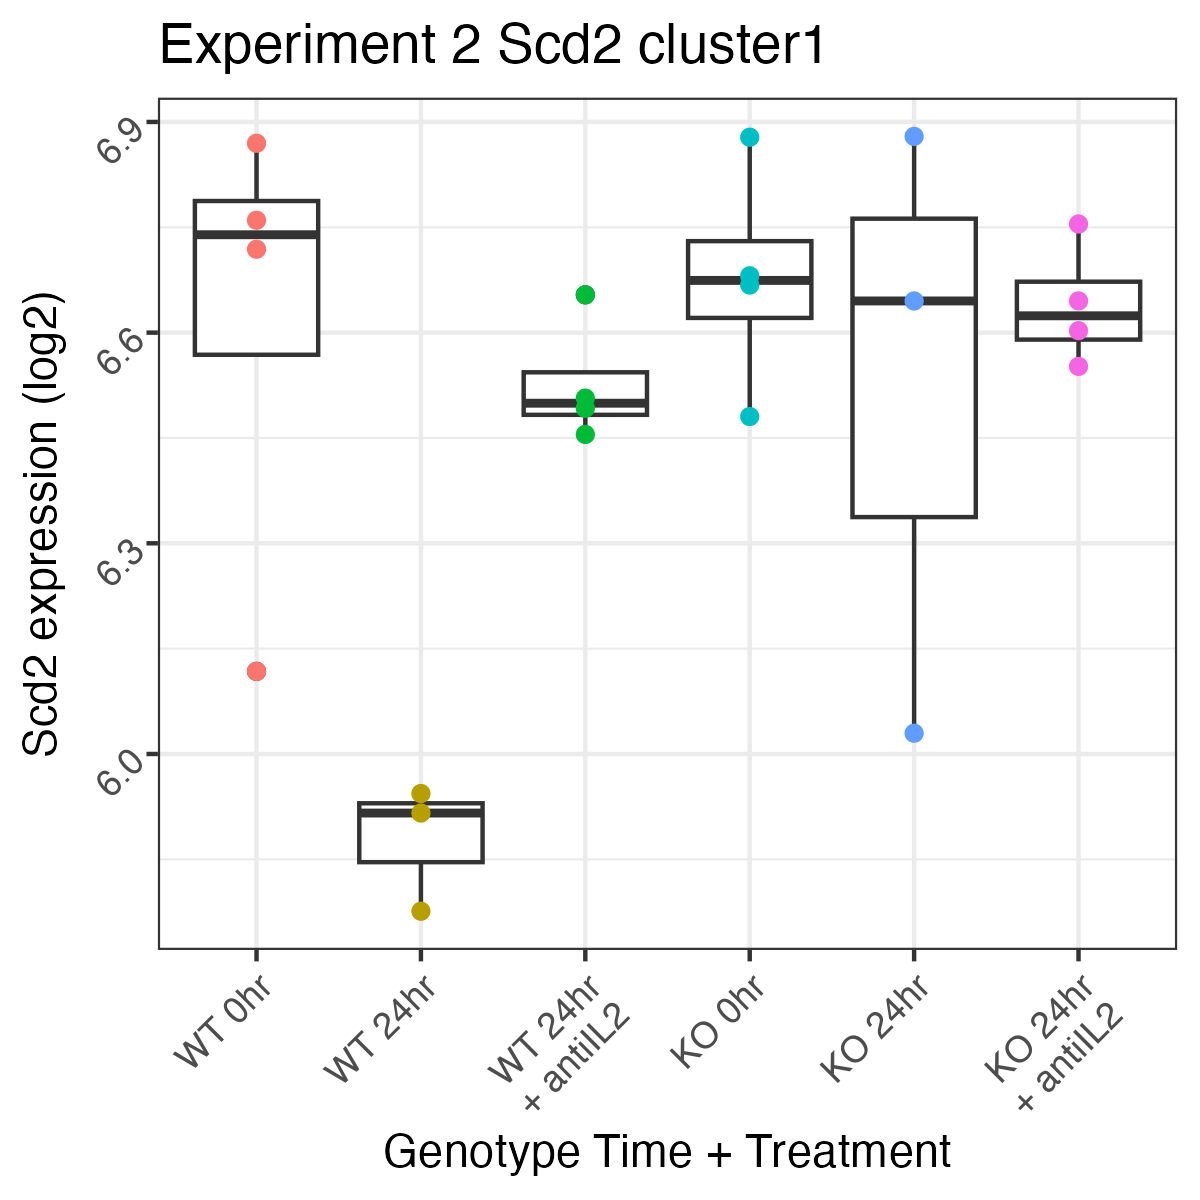 Experiment 2 Scd2 cluster1
Scd2 expression (log2)
6.9
6.6
6.3
6.0
WT 0hr
WT 24hr
WT 24hr
+ antiIL2
KO 0hr
KO 24hr
KO 24hr
+ antiIL2
Genotype Time + Treatment